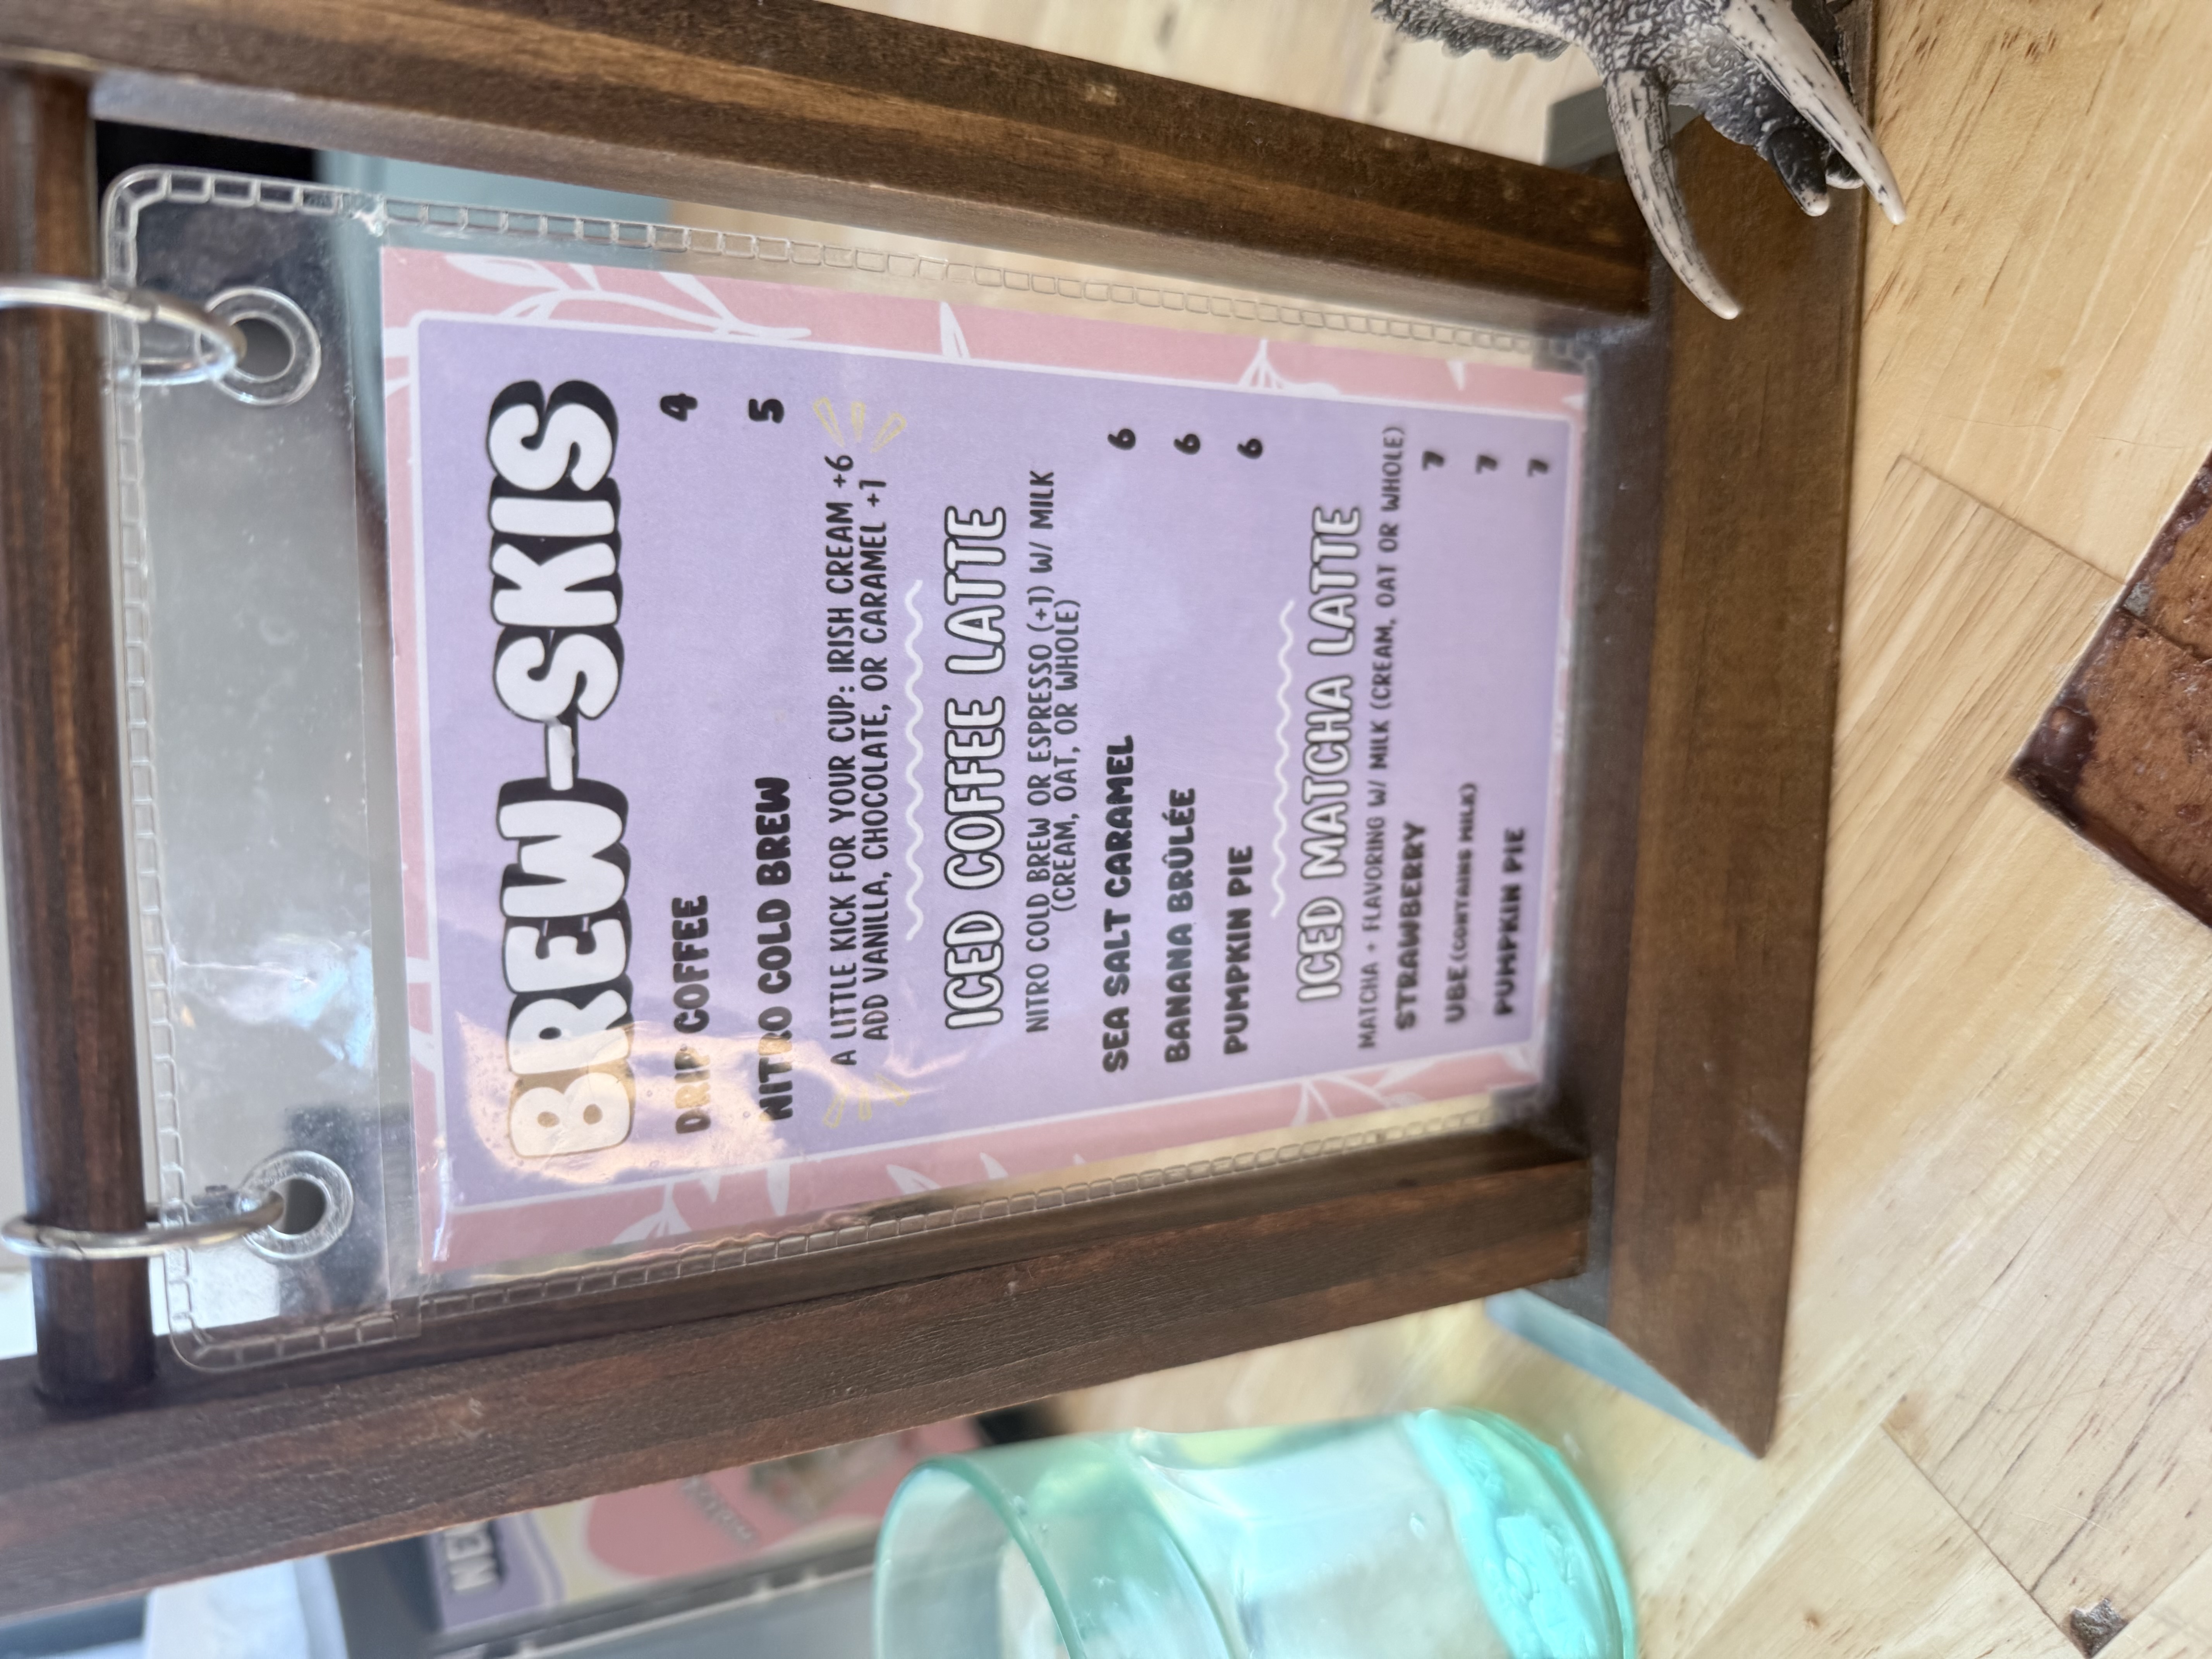 BREW-SKIS
DRIP COFFEE 4
NITRO COLD BREW 5
A LITTLE KICK FOR YOUR CUP: IRISH CREAM +6
ADD VANILLA, CHOCOLATE, OR CARAMEL +1
ICED COFFEE LATTE
NITRO COLD BREW OR ESPRESSO (+1) W/ MILK
(CREAM, OAT, OR WHOLE)
SEA SALT CARAMEL 6
BANANA BRÛLÉE 6
PUMPKIN PIE 6
ICED MATCHA LATTE
MATCHA + FLAVORING W/ MILK (CREAM, OAT OR WHOLE)
STRAWBERRY 7
UBE (CONTAINS MILK) 7
PUMPKIN PIE 7